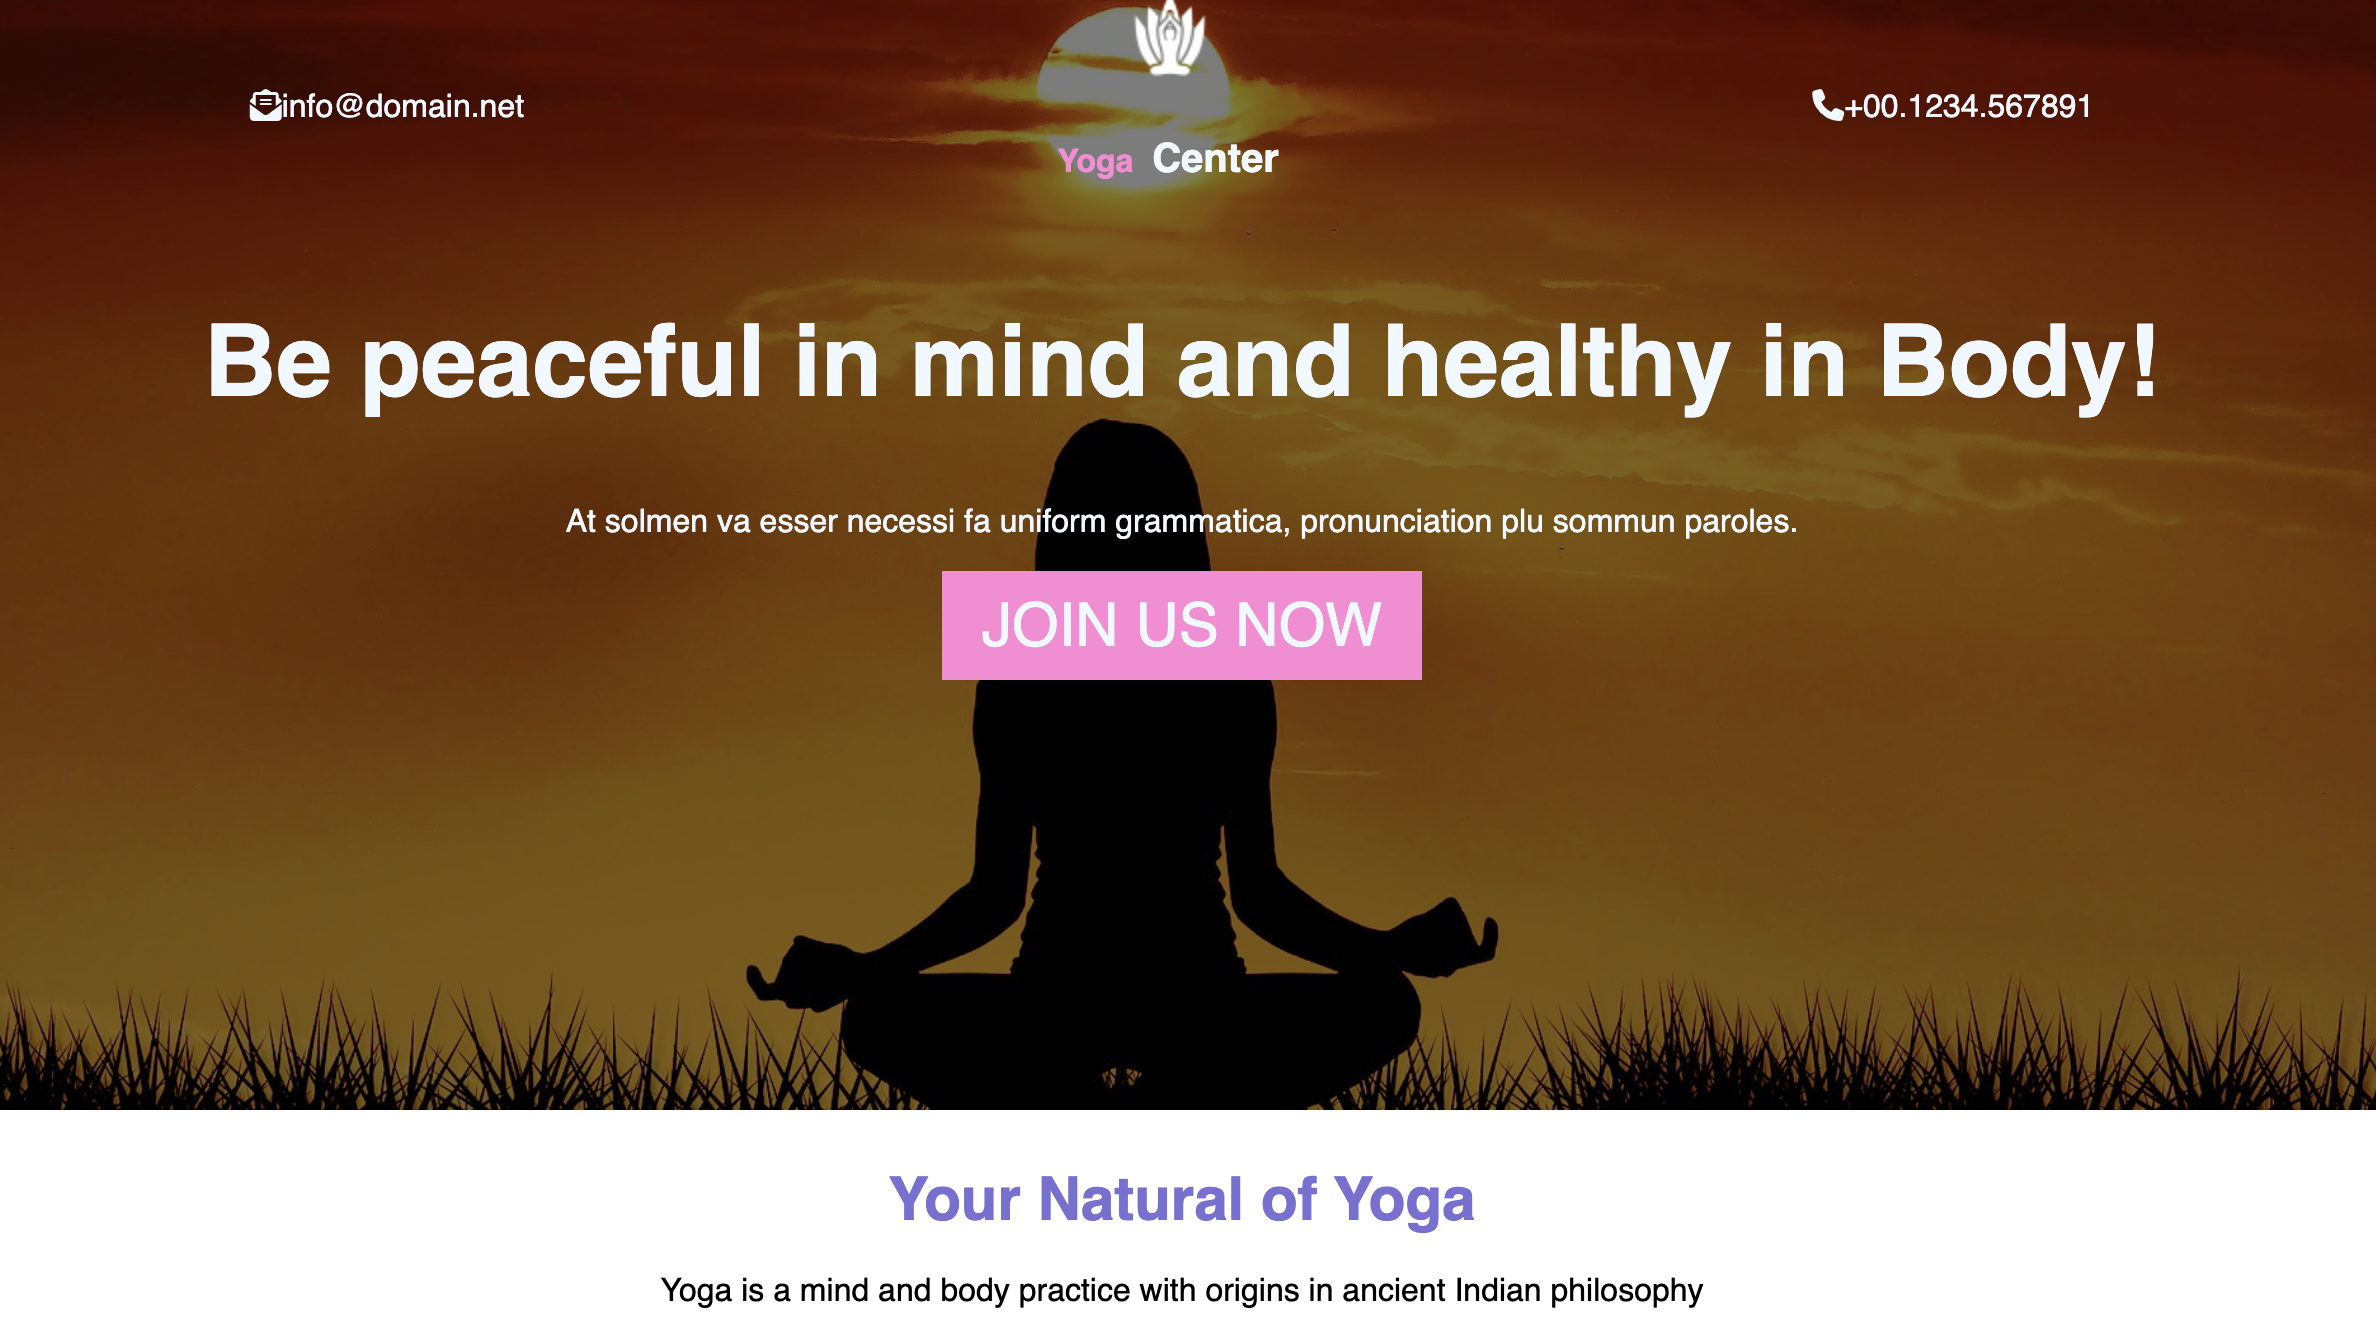 info@domain.net
+00.1234.567891
Yoga Center
Be peaceful in mind and healthy in Body!
At solmen va esser necessi fa uniform grammatica, pronunciation plu sommun paroles.
JOIN US NOW
Your Natural of Yoga
Yoga is a mind and body practice with origins in ancient Indian philosophy